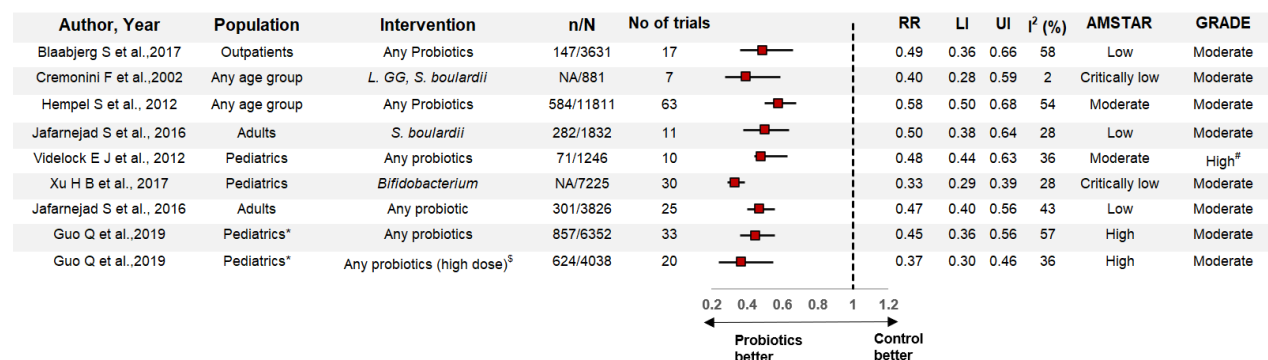 Author, Year Population Intervention n/N No of trials RR LI UI I² (%) AMSTAR GRADE
Blaabjerg S et al.,2017 Outpatients Any Probiotics 147/3631 17 0.49 0.36 0.66 58 Low Moderate
Cremonini F et al.,2002 Any age group L. GG, S. boulardii NA/881 7 0.40 0.28 0.59 2 Critically low Moderate
Hempel S et al., 2012 Any age group Any Probiotics 584/11811 63 0.58 0.50 0.68 54 Moderate Moderate
Jafarnejad S et al., 2016 Adults S. boulardii 282/1832 11 0.50 0.38 0.64 28 Low Moderate
Videlock E J et al., 2012 Pediatrics Any probiotics 71/1246 10 0.48 0.44 0.63 36 Moderate High#
Xu H B et al., 2017 Pediatrics Bifidobacterium NA/7225 30 0.33 0.29 0.39 28 Critically low Moderate
Jafarnejad S et al., 2016 Adults Any probiotic 301/3826 25 0.47 0.40 0.56 43 Low Moderate
Guo Q et al.,2019 Pediatrics* Any probiotics 857/6352 33 0.45 0.36 0.56 57 High Moderate
Guo Q et al.,2019 Pediatrics* Any probiotics (high dose)$ 624/4038 20 0.37 0.30 0.46 36 High Moderate
0.2 0.4 0.6 0.8 1 1.2
Probiotics Control
better better